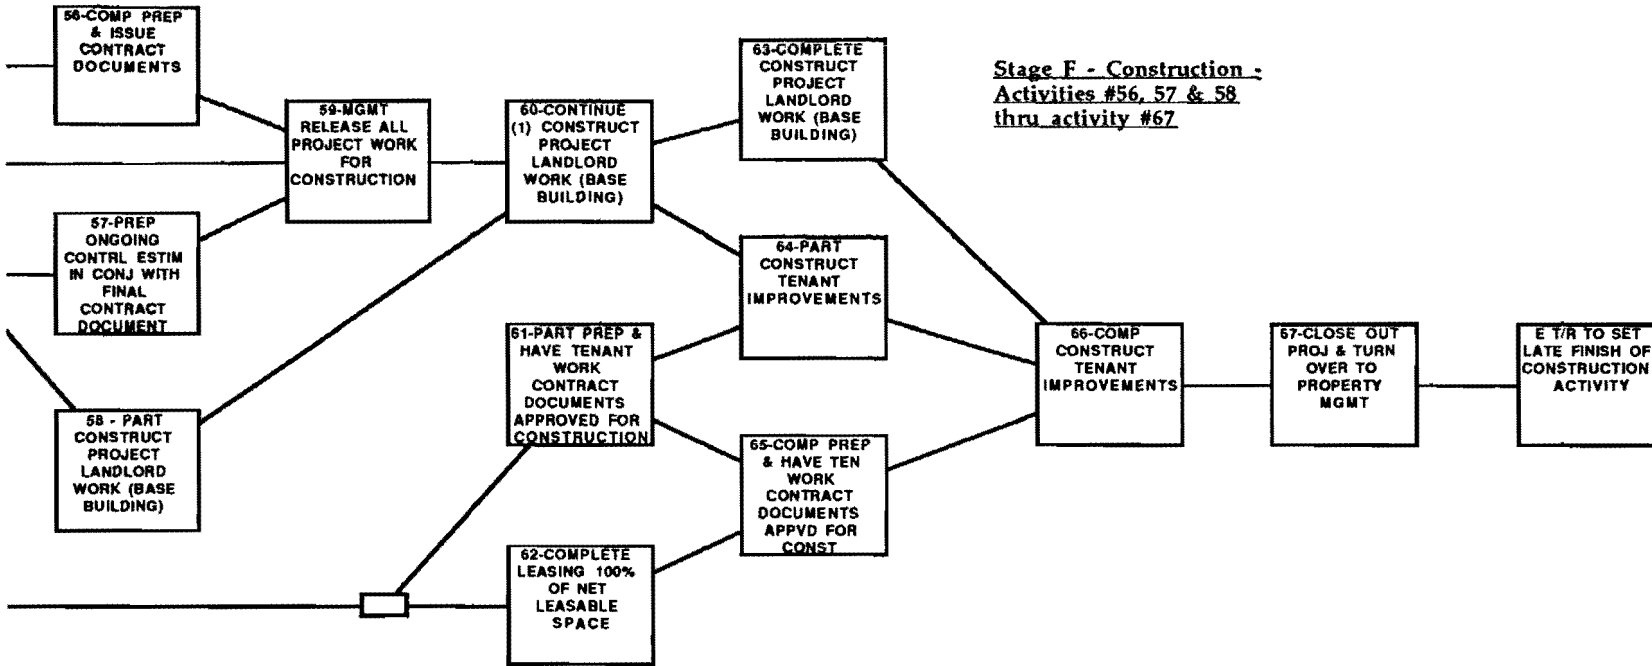 56-COMP PREP
& ISSUE
CONTRACT
DOCUMENTS
59-MGMT
RELEASE ALL
PROJECT WORK
FOR
CONSTRUCTION
57-PREP
ONGOING
CONTRL ESTIM
IN CONJ WITH
FINAL
CONTRACT
DOCUMENT
58 - PART
CONSTRUCT
PROJECT
LANDLORD
WORK (BASE
BUILDING)
60-CONTINUE
(1) CONSTRUCT
PROJECT
LANDLORD
WORK (BASE
BUILDING)
61-PART PREP &
HAVE TENANT
WORK
CONTRACT
DOCUMENTS
APPROVED FOR
CONSTRUCTION
62-COMPLETE
LEASING 100%
OF NET
LEASABLE
SPACE
63-COMPLETE
CONSTRUCT
PROJECT
LANDLORD
WORK (BASE
BUILDING)
64-PART
CONSTRUCT
TENANT
IMPROVEMENTS
65-COMP PREP
& HAVE TEN
WORK
CONTRACT
DOCUMENTS
APPVD FOR
CONST
Stage F - Construction -
Activities #56, 57 & 58
thru activity #67
66-COMP
CONSTRUCT
TENANT
IMPROVEMENTS
67-CLOSE OUT
PROJ & TURN
OVER TO
PROPERTY
MGMT
E T/R TO SET
LATE FINISH OF
CONSTRUCTION
ACTIVITY